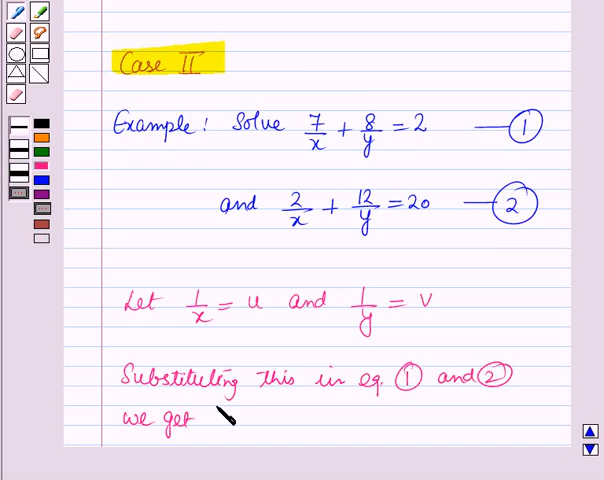 Case II
Example: Solve 7/x + 8/y = 2 — 1
and 2/x + 12/y = 20 — 2
Let 1/x = u and 1/y = v
Substituting this in eq. 1 and 2
we get